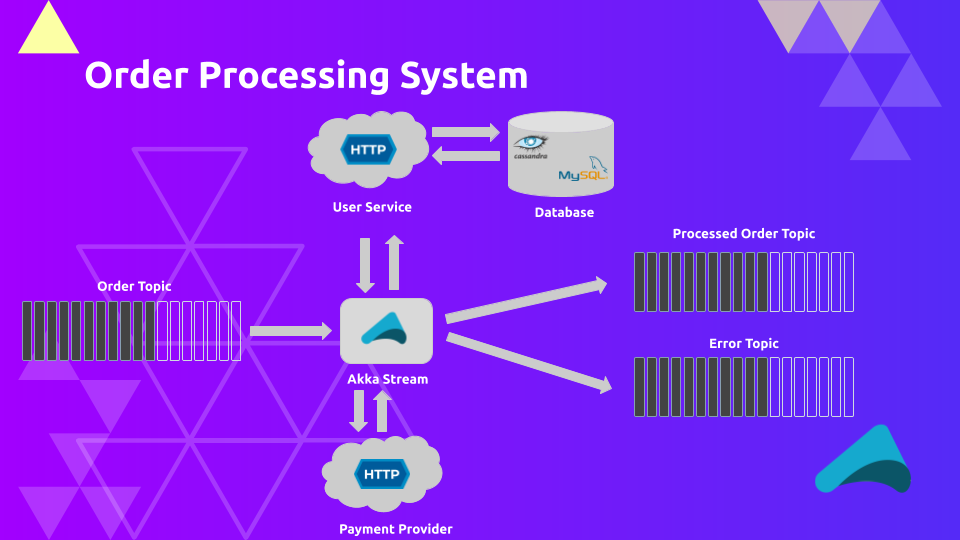 Order Processing System
HTTP
cassandra
MySQL
User Service
Database
Processed Order Topic
Order Topic
Error Topic
Akka Stream
HTTP
Payment Provider